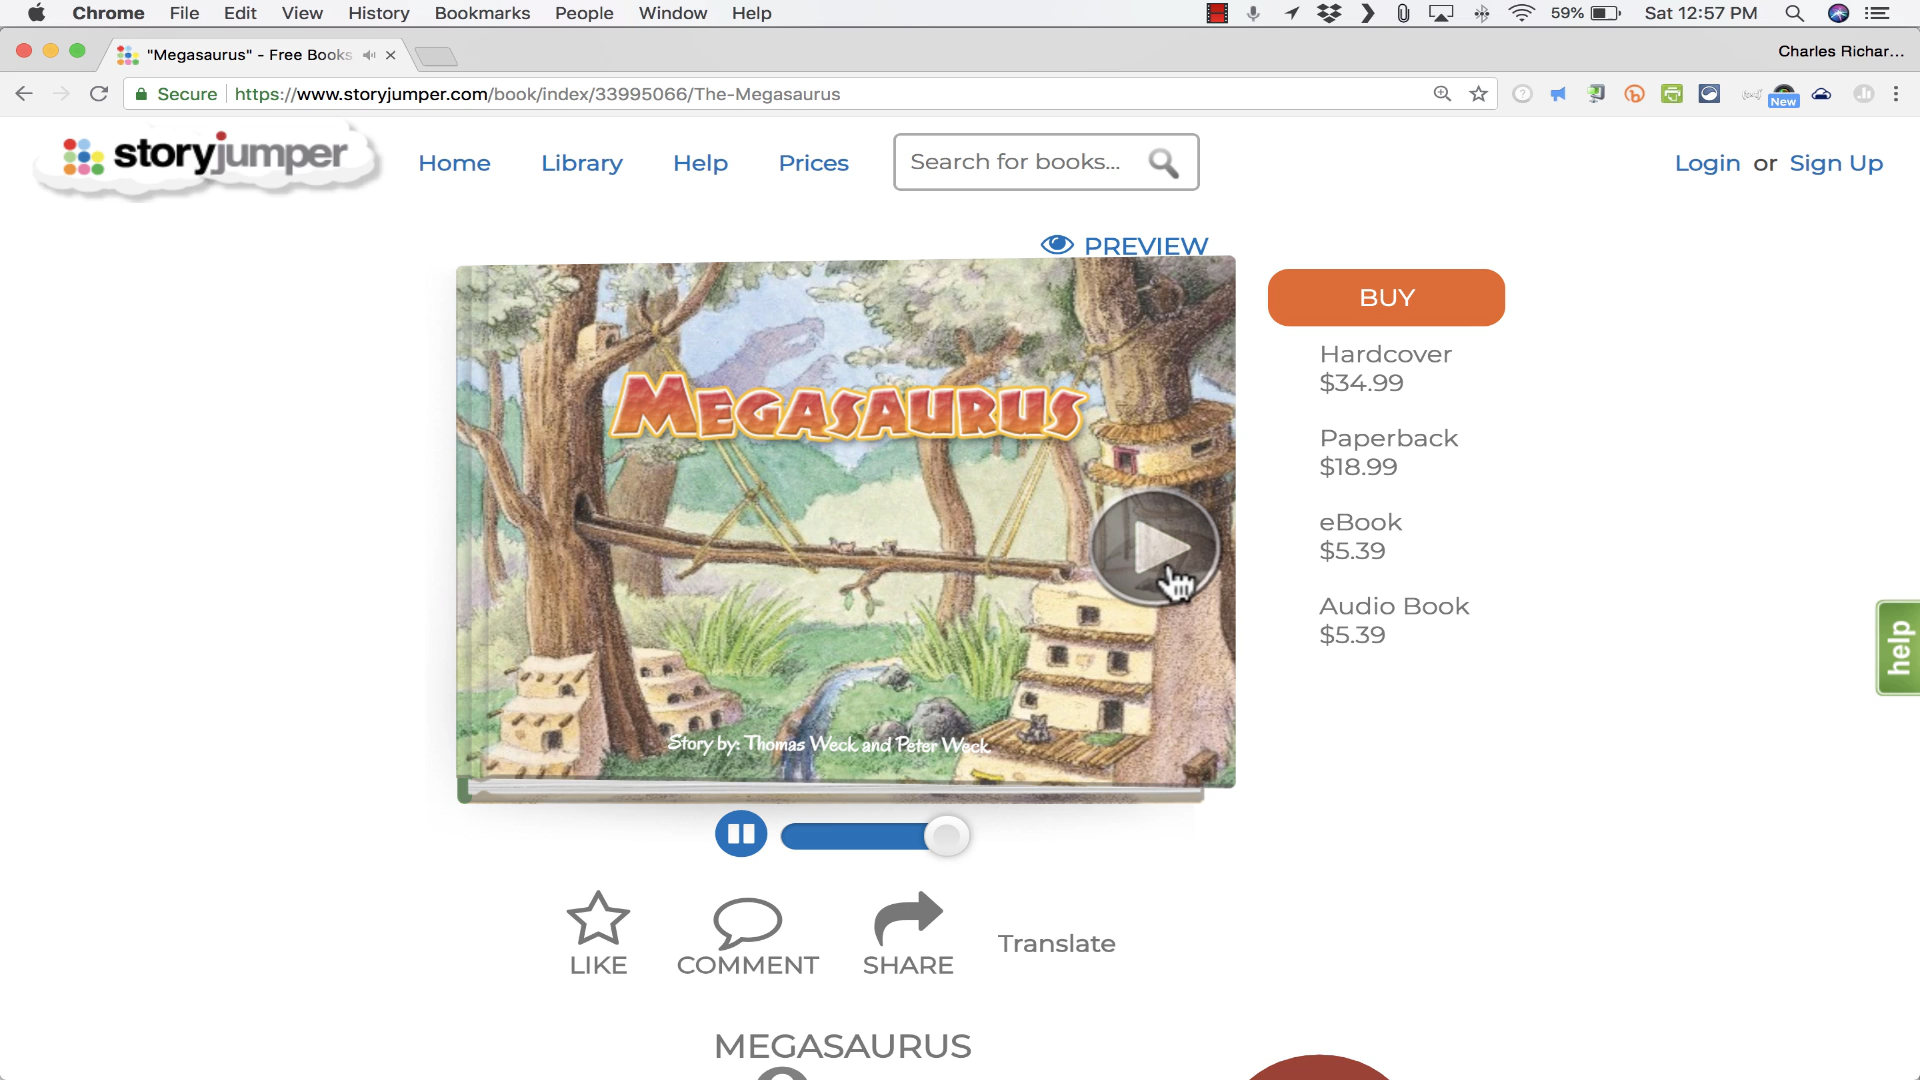 Chrome File Edit View History Bookmarks People Window Help 59% Sat 12:57 PM
"Megasaurus" - Free Books Charles Richar...
Secure https://www.storyjumper.com/book/index/33995066/The-Megasaurus
New
storyjumper Home Library Help Prices Search for books... Login or Sign Up
PREVIEW
BUY
Hardcover
$34.99
Paperback
$18.99
eBook
$5.39
Audio Book
$5.39
MEGASAURUS
Story by: Thomas Weck and Peter Weck
help
LIKE COMMENT SHARE Translate
MEGASAURUS